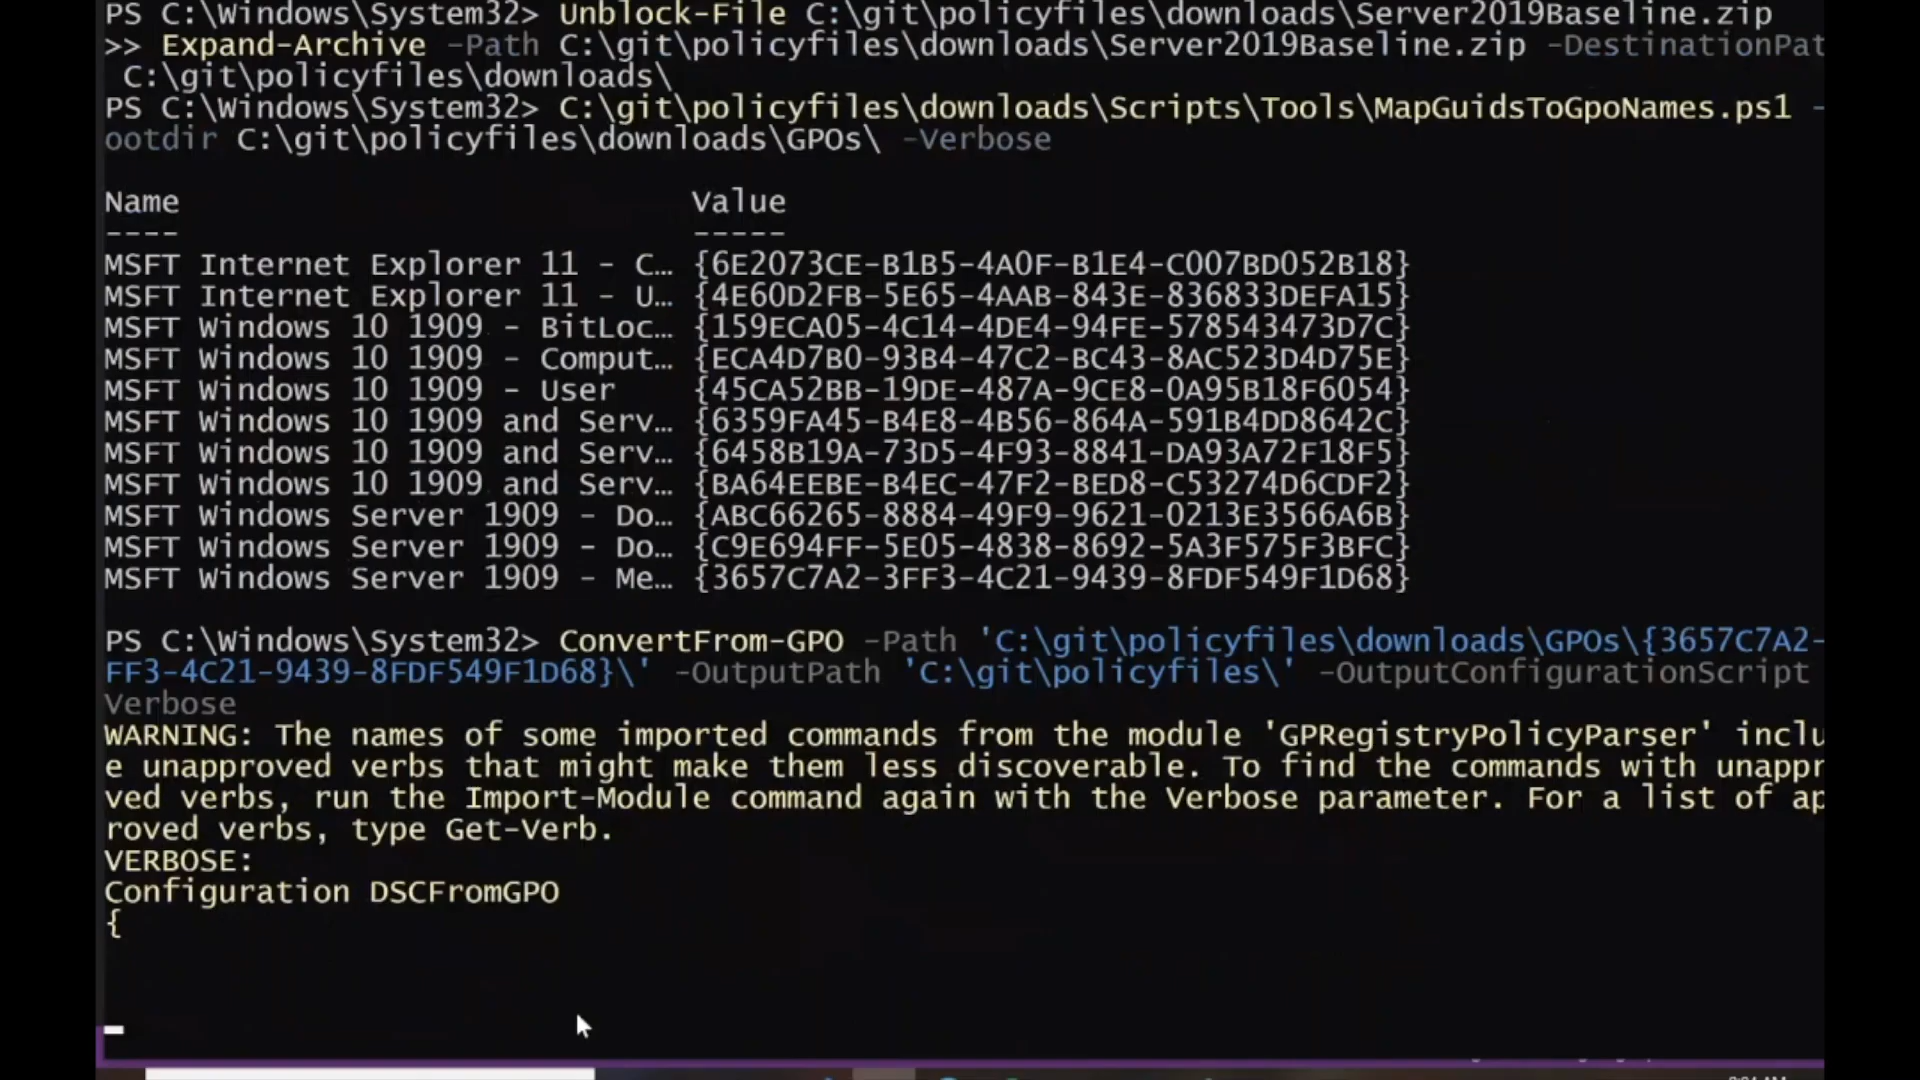 PS C:\Windows\System32> Unblock-File C:\git\policyfiles\downloads\Server2019Baseline.zip
>> Expand-Archive -Path C:\git\policyfiles\downloads\Server2019Baseline.zip -DestinationPat
C:\git\policyfiles\downloads\
PS C:\Windows\System32> C:\git\policyfiles\downloads\Scripts\Tools\MapGuidsToGpoNames.ps1 -
ootdir C:\git\policyfiles\downloads\GPOs\ -Verbose
Name Value
---- -----
MSFT Internet Explorer 11 - C… {6E2073CE-B1B5-4A0F-B1E4-C007BD052B18}
MSFT Internet Explorer 11 - U… {4E60D2FB-5E65-4AAB-843E-836833DEFA15}
MSFT Windows 10 1909 - BitLoc… {159ECA05-4C14-4DE4-94FE-578543473D7C}
MSFT Windows 10 1909 - Comput… {ECA4D7B0-93B4-47C2-BC43-8AC523D4D75E}
MSFT Windows 10 1909 - User {45CA52BB-19DE-487A-9CE8-0A95B18F6054}
MSFT Windows 10 1909 and Serv… {6359FA45-B4E8-4B56-864A-591B4DD8642C}
MSFT Windows 10 1909 and Serv… {6458B19A-73D5-4F93-8841-DA93A72F18F5}
MSFT Windows 10 1909 and Serv… {BA64EEBE-B4EC-47F2-BED8-C53274D6CDF2}
MSFT Windows Server 1909 - Do… {ABC66265-8884-49F9-9621-0213E3566A6B}
MSFT Windows Server 1909 - Do… {C9E694FF-5E05-4838-8692-5A3F575F3BFC}
MSFT Windows Server 1909 - Me… {3657C7A2-3FF3-4C21-9439-8FDF549F1D68}
PS C:\Windows\System32> ConvertFrom-GPO -Path 'C:\git\policyfiles\downloads\GPOs\{3657C7A2-
FF3-4C21-9439-8FDF549F1D68}\' -OutputPath 'C:\git\policyfiles\' -OutputConfigurationScript
Verbose
WARNING: The names of some imported commands from the module 'GPRegistryPolicyParser' inclu
e unapproved verbs that might make them less discoverable. To find the commands with unappr
ved verbs, run the Import-Module command again with the Verbose parameter. For a list of ap
roved verbs, type Get-Verb.
VERBOSE:
Configuration DSCFromGPO
{